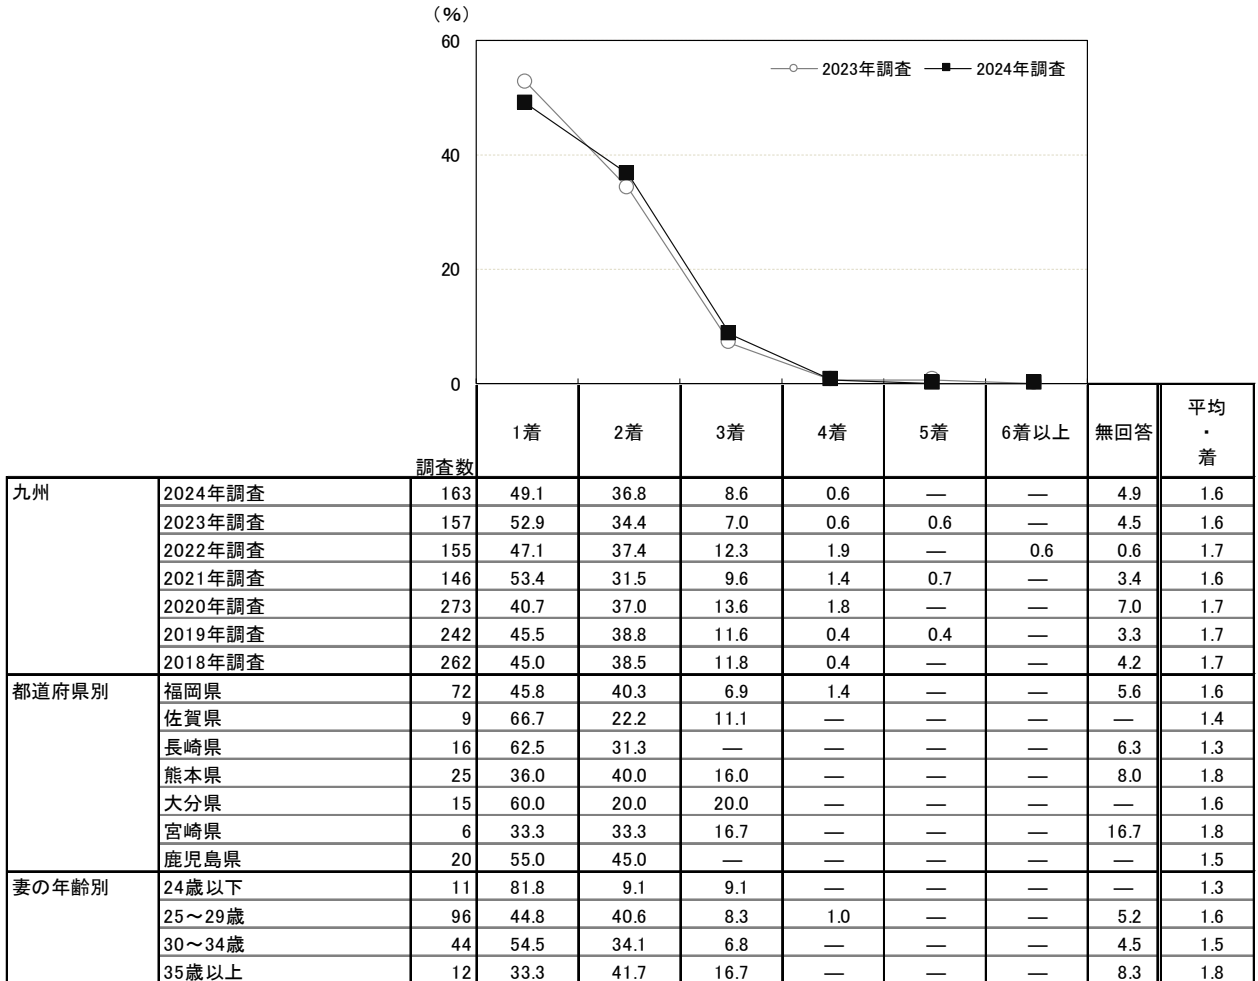 （%）
60
2023年調査 2024年調査
40
20
0
調査数 1着 2着 3着 4着 5着 6着以上 無回答 平均・着
九州 2024年調査 163 49.1 36.8 8.6 0.6 — — 4.9 1.6
2023年調査 157 52.9 34.4 7.0 0.6 0.6 — 4.5 1.6
2022年調査 155 47.1 37.4 12.3 1.9 — 0.6 0.6 1.7
2021年調査 146 53.4 31.5 9.6 1.4 0.7 — 3.4 1.6
2020年調査 273 40.7 37.0 13.6 1.8 — — 7.0 1.7
2019年調査 242 45.5 38.8 11.6 0.4 0.4 — 3.3 1.7
2018年調査 262 45.0 38.5 11.8 0.4 — — 4.2 1.7
都道府県別 福岡県 72 45.8 40.3 6.9 1.4 — — 5.6 1.6
佐賀県 9 66.7 22.2 11.1 — — — — 1.4
長崎県 16 62.5 31.3 — — — — 6.3 1.3
熊本県 25 36.0 40.0 16.0 — — — 8.0 1.8
大分県 15 60.0 20.0 20.0 — — — — 1.6
宮崎県 6 33.3 33.3 16.7 — — — 16.7 1.8
鹿児島県 20 55.0 45.0 — — — — — 1.5
妻の年齢別 24歳以下 11 81.8 9.1 9.1 — — — — 1.3
25～29歳 96 44.8 40.6 8.3 1.0 — — 5.2 1.6
30～34歳 44 54.5 34.1 6.8 — — — 4.5 1.5
35歳以上 12 33.3 41.7 16.7 — — — 8.3 1.8